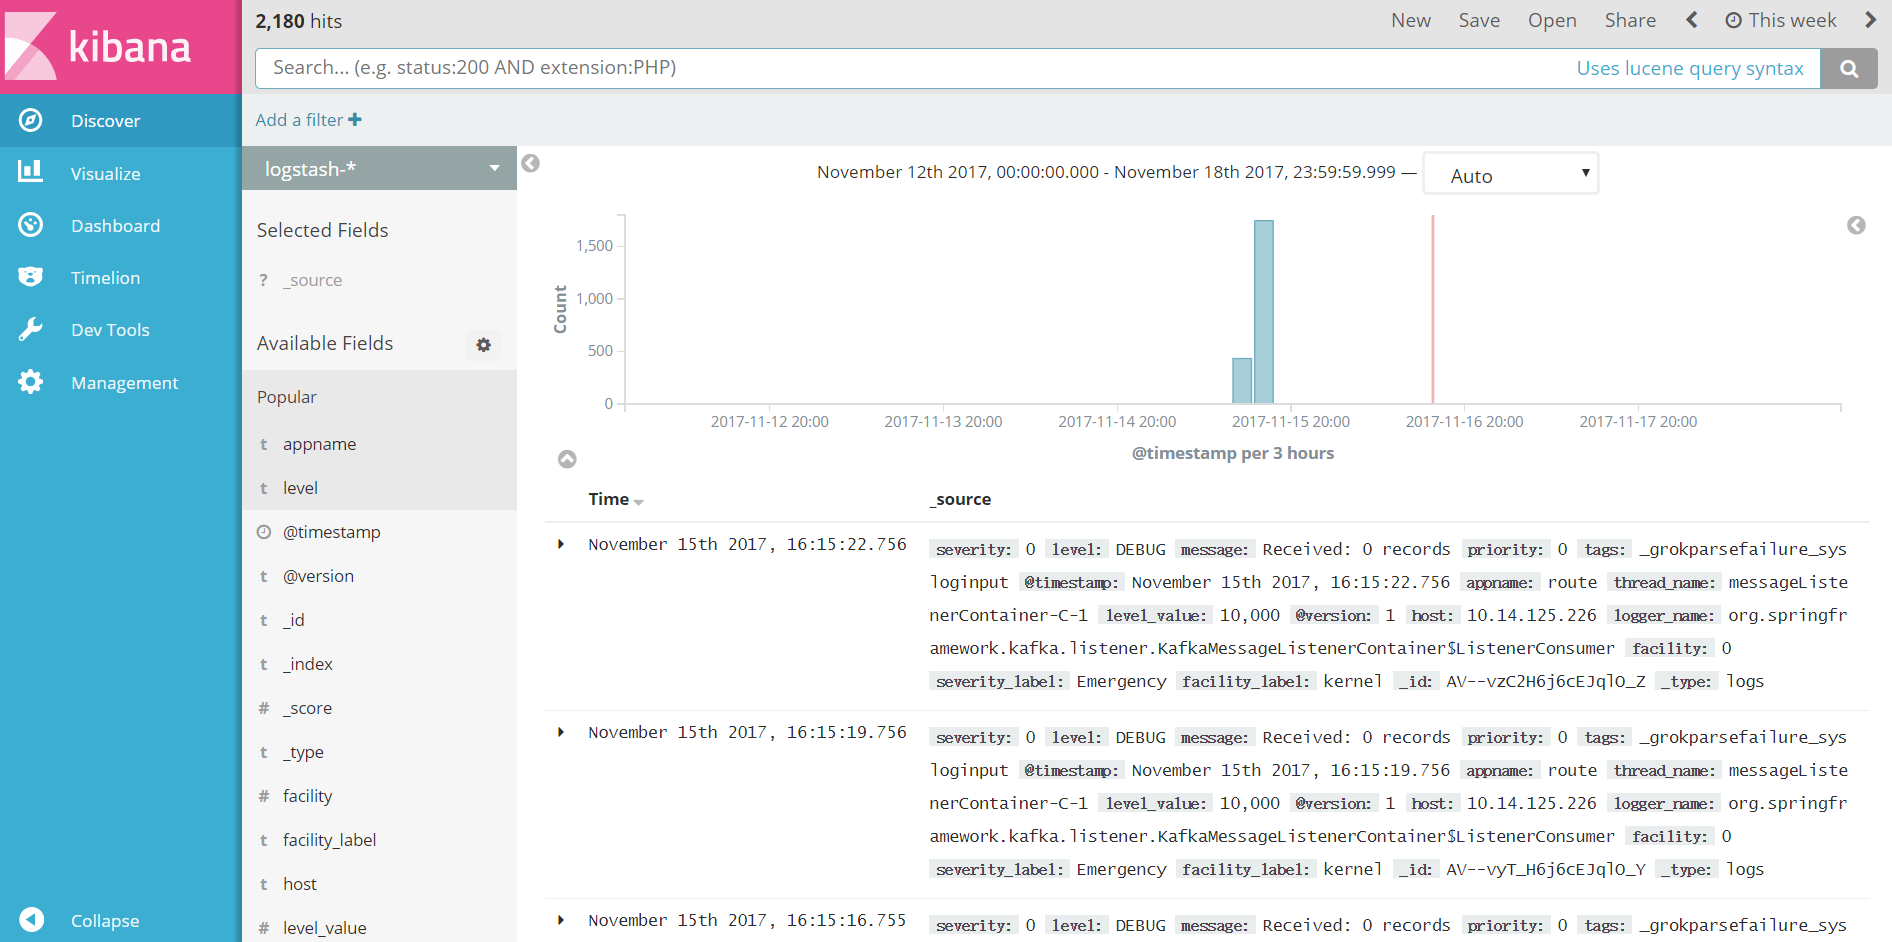 kibana
Discover
Visualize
Dashboard
Timelion
Dev Tools
Management
Collapse
2,180 hits
New Save Open Share This week
Search... (e.g. status:200 AND extension:PHP) Uses lucene query syntax
Add a filter +
logstash-*
Selected Fields
? _source
Available Fields
Popular
t appname
t level
@timestamp
t @version
t _id
t _index
# _score
t _type
# facility
t facility_label
t host
# level_value
November 12th 2017, 00:00:00.000 - November 18th 2017, 23:59:59.999 — Auto
Count
1,500
1,000
500
0
2017-11-12 20:00 2017-11-13 20:00 2017-11-14 20:00 2017-11-15 20:00 2017-11-16 20:00 2017-11-17 20:00
@timestamp per 3 hours
Time _source
November 15th 2017, 16:15:22.756 severity: 0 level: DEBUG message: Received: 0 records priority: 0 tags: _grokparsefailure_sys
loginput @timestamp: November 15th 2017, 16:15:22.756 appname: route thread_name: messageListe
nerContainer-C-1 level_value: 10,000 @version: 1 host: 10.14.125.226 logger_name: org.springfr
amework.kafka.listener.KafkaMessageListenerContainer$ListenerConsumer facility: 0
severity_label: Emergency facility_label: kernel _id: AV--vzC2H6j6cEJqlO_Z _type: logs
November 15th 2017, 16:15:19.756 severity: 0 level: DEBUG message: Received: 0 records priority: 0 tags: _grokparsefailure_sys
loginput @timestamp: November 15th 2017, 16:15:19.756 appname: route thread_name: messageListe
nerContainer-C-1 level_value: 10,000 @version: 1 host: 10.14.125.226 logger_name: org.springfr
amework.kafka.listener.KafkaMessageListenerContainer$ListenerConsumer facility: 0
severity_label: Emergency facility_label: kernel _id: AV--vyT_H6j6cEJqlO_Y _type: logs
November 15th 2017, 16:15:16.755 severity: 0 level: DEBUG message: Received: 0 records priority: 0 tags: _grokparsefailure_sys